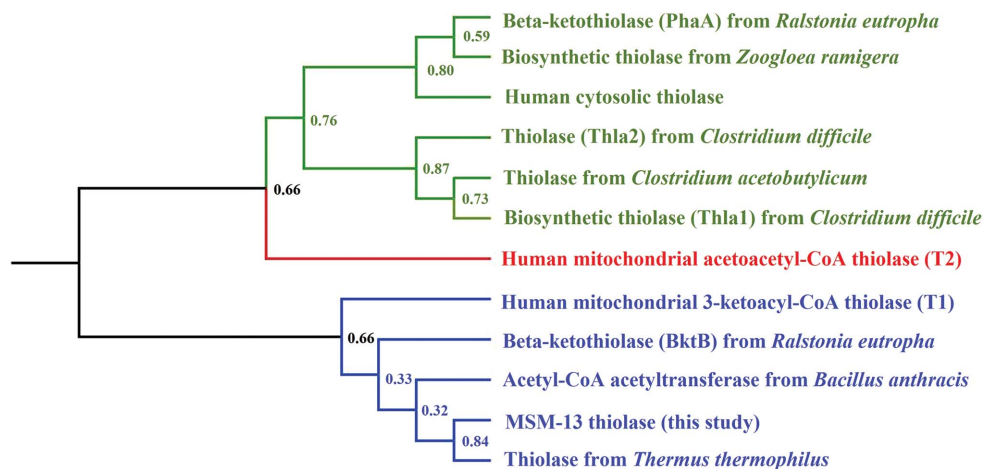 Beta-ketothiolase (PhaA) from Ralstonia eutropha
0.59
Biosynthetic thiolase from Zoogloea ramigera
0.80
Human cytosolic thiolase
0.76
Thiolase (Thla2) from Clostridium difficile
0.87
Thiolase from Clostridium acetobutylicum
0.66
0.73
Biosynthetic thiolase (Thla1) from Clostridium difficile
Human mitochondrial acetoacetyl-CoA thiolase (T2)
Human mitochondrial 3-ketoacyl-CoA thiolase (T1)
0.66
Beta-ketothiolase (BktB) from Ralstonia eutropha
0.33
Acetyl-CoA acetyltransferase from Bacillus anthracis
0.32
MSM-13 thiolase (this study)
0.84
Thiolase from Thermus thermophilus